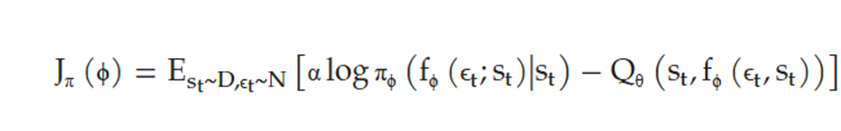 J_π (ϕ) = E_{s_t~D,ϵ_t~N} [α log π_ϕ (f_ϕ (ϵ_t; s_t)|s_t) − Q_θ (s_t, f_ϕ (ϵ_t, s_t))]